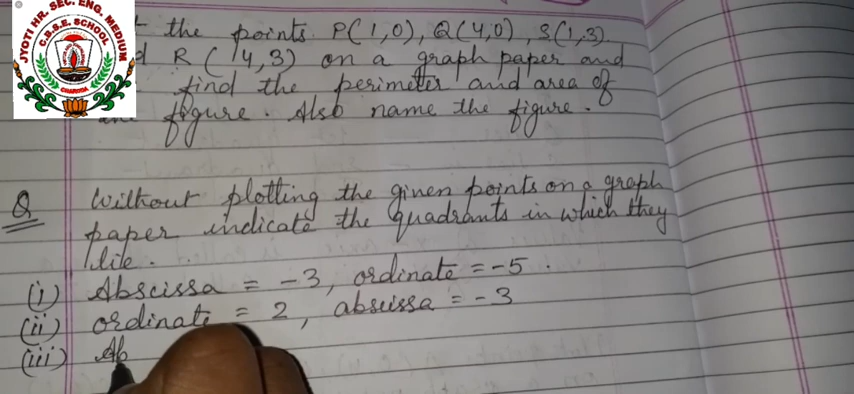 JYOTI HR. SEC. ENG. MEDIUM
C.B.S.E. SCHOOL
CHARODA
the points P(1,0), Q(4,0), S(1,3)
R (4,3) on a graph paper and
find the perimeter and area of
figure. Also name the figure.
Q Without plotting the given points on a graph
paper indicate the quadrants in which they
lie.
(i) Abscissa = -3, ordinate = -5.
(ii) ordinate = 2, abscissa = -3
(iii) Ab